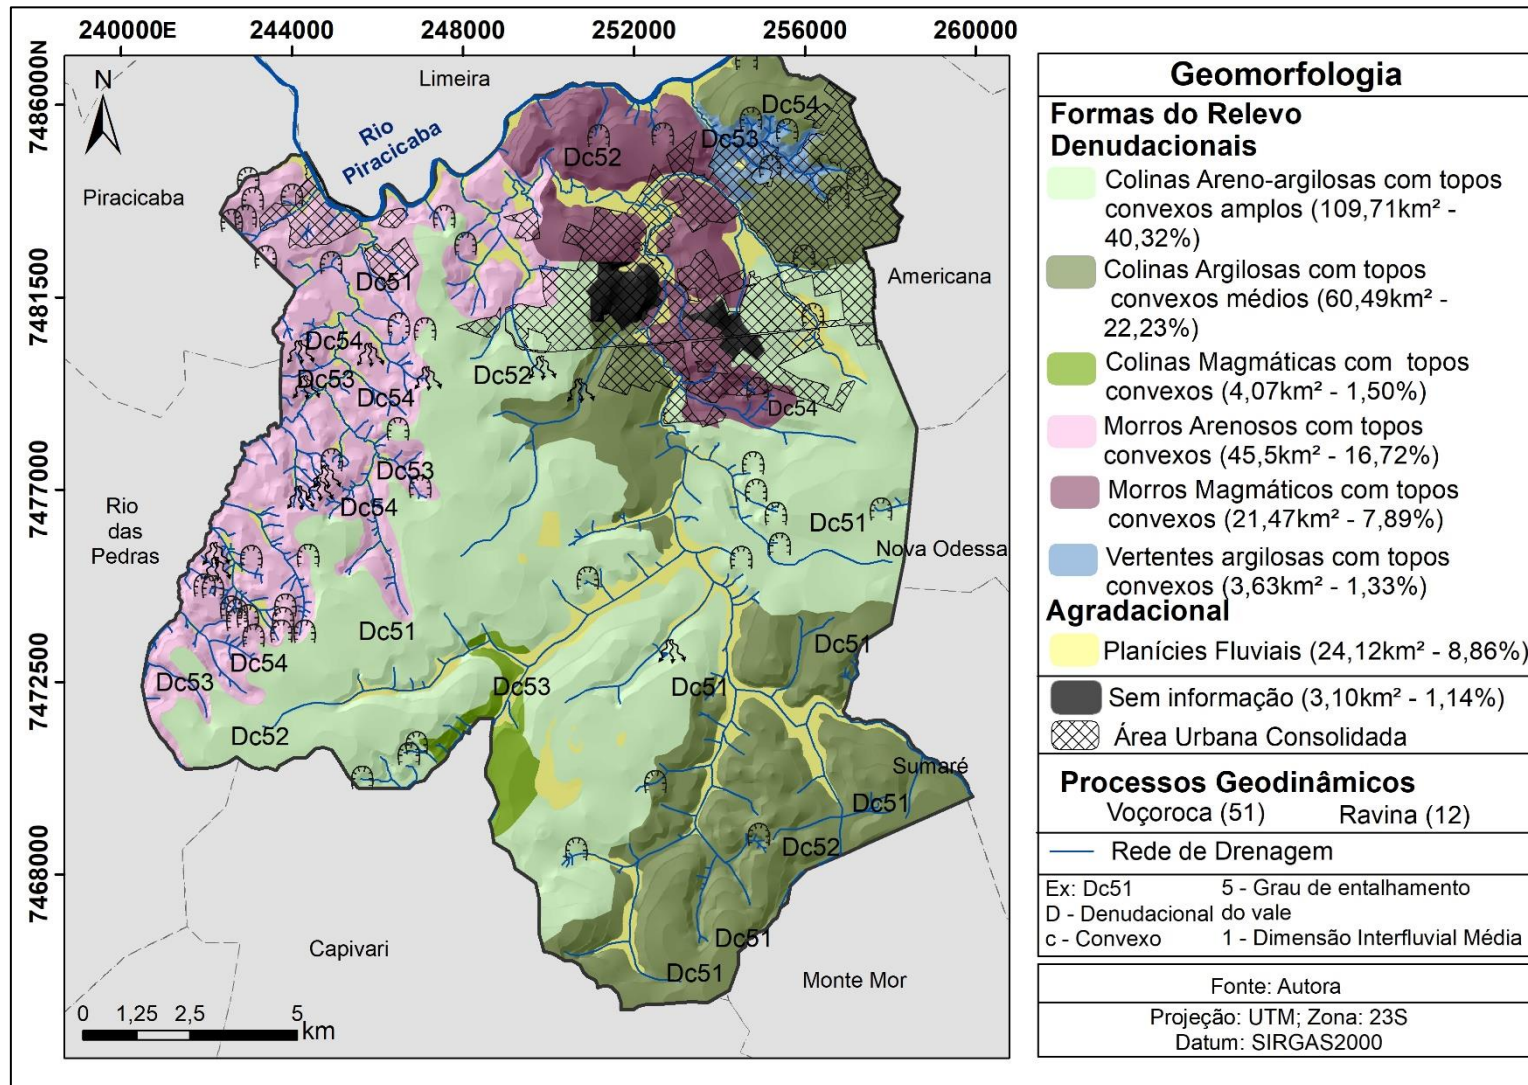 240000E 244000 248000 252000 256000 260000
7486000N
7481500
7477000
7472500
7468000
N
Limeira
Rio
Piracicaba
Piracicaba
Americana
Rio
das
Pedras
Nova Odessa
Sumaré
Capivari
Monte Mor
Dc54
Dc53
Dc52
Dc51
Dc54
Dc53
Dc54
Dc52
Dc54
Dc53
Dc54
Dc51
Dc51
Dc51
Dc54
Dc53
Dc53
Dc51
Dc52
Dc51
Dc52
Dc51
Dc51
0 1,25 2,5 5
km
Geomorfologia
Formas do Relevo
Denudacionais
Colinas Areno-argilosas com topos
convexos amplos (109,71km² -
40,32%)
Colinas Argilosas com topos
convexos médios (60,49km² -
22,23%)
Colinas Magmáticas com topos
convexos (4,07km² - 1,50%)
Morros Arenosos com topos
convexos (45,5km - 16,72%)
Morros Magmáticos com topos
convexos (21,47km² - 7,89%)
Vertentes argilosas com topos
convexos (3,63km² - 1,33%)
Agradacional
Planícies Fluviais (24,12km² - 8,86%)
Sem informação (3,10km² - 1,14%)
Área Urbana Consolidada
Processos Geodinâmicos
Voçoroca (51) Ravina (12)
Rede de Drenagem
Ex: Dc51 5 - Grau de entalhamento
D - Denudacional do vale
c - Convexo 1 - Dimensão Interfluvial Média
Fonte: Autora
Projeção: UTM; Zona: 23S
Datum: SIRGAS2000